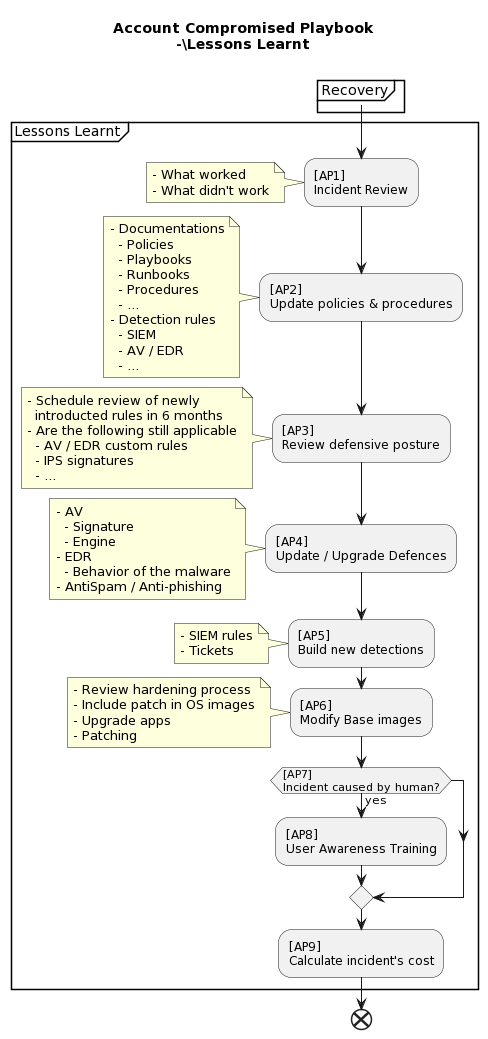 Account Compromised Playbook
-\Lessons Learnt
Recovery
Lessons Learnt
- What worked
- What didn't work
[AP1]
Incident Review
- Documentations
- Policies
- Playbooks
- Runbooks
- Procedures
- ...
- Detection rules
- SIEM
- AV / EDR
- ...
[AP2]
Update policies & procedures
- Schedule review of newly
introducted rules in 6 months
- Are the following still applicable
- AV / EDR custom rules
- IPS signatures
- ...
[AP3]
Review defensive posture
- AV
- Signature
- Engine
- EDR
- Behavior of the malware
- AntiSpam / Anti-phishing
[AP4]
Update / Upgrade Defences
- SIEM rules
- Tickets
[AP5]
Build new detections
- Review hardening process
- Include patch in OS images
- Upgrade apps
- Patching
[AP6]
Modify Base images
[AP7]
Incident caused by human?
yes
[AP8]
User Awareness Training
[AP9]
Calculate incident's cost